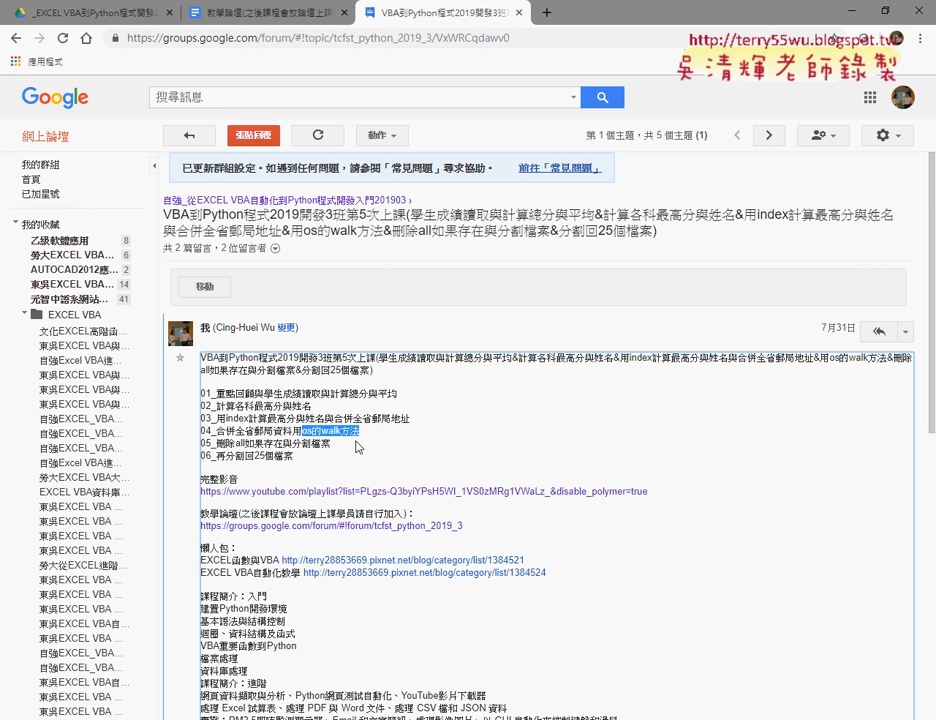 _EXCEL VBA到Python程式開發
教學論壇(之後課程會放論壇上課
VBA到Python程式2019開發3班第5
https://groups.google.com/forum/#!topic/tcfst_python_2019_3/VxWRCqdawv0
http://terry55wu.blogspot.tw
吳清輝老師錄製
應用程式
Google
搜尋訊息
網上論壇
張貼回覆
動作
第 1 個主題，共 5 個主題 (1)
我的群組
首頁
已加星號
已更新群組設定。如遇到任何問題，請參閱「常見問題」尋求協助。 前往「常見問題」
自強_從EXCEL VBA自動化到Python程式開發入門201903 ›
VBA到Python程式2019開發3班第5次上課(學生成績讀取與計算總分與平均&計算各科最高分與姓名&用index計算最高分與姓名
與合併全省郵局地址&用os的walk方法&刪除all如果存在與分割檔案&分割回25個檔案)
共 2 篇留言，2 位留言者
移動
我的收藏
乙級軟體應用 8
勞大EXCEL VBA... 6
AUTOCAD2012應... 2
東吳EXCEL VBA... 14
元智中語系網站... 41
EXCEL VBA
文化EXCEL高階函...
東吳EXCEL VBA與...
自強Excel VBA進...
東吳EXCEL VBA與...
東吳EXCEL VBA與...
自強EXCEL_VBA...
自強EXCEL_VBA...
自強EXCEL_VBA...
自強Excel VBA進...
勞大EXCEL VBA大...
EXCEL VBA資料庫...
東吳EXCEL VBA ...
東吳EXCEL VBA ...
東吳EXCEL VBA ...
東吳EXCEL VBA ...
勞大從EXCEL進階...
東吳EXCEL VBA ...
東吳EXCEL VBA ...
東吳EXCEL VBA ...
東吳EXCEL VBA自...
東吳EXCEL VBA ...
自強EXCEL_VBA...
自強EXCEL_VBA...
東吳EXCEL VBA自...
東吳EXCEL VBA ...
東吳EXCEL VBA ...
我 (Cing-Huei Wu 變更)
7月31日
VBA到Python程式2019開發3班第5次上課(學生成績讀取與計算總分與平均&計算各科最高分與姓名&用index計算最高分與姓名與合併全省郵局地址&用os的walk方法&刪除
all如果存在與分割檔案&分割回25個檔案)
01_重點回顧與學生成績讀取與計算總分與平均
02_計算各科最高分與姓名
03_用index計算最高分與姓名與合併全省郵局地址
04_合併全省郵局資料用os的walk方法
05_刪除all如果存在與分割檔案
06_再分割回25個檔案
完整影音
https://www.youtube.com/playlist?list=PLgzs-Q3byiYPsH5WI_1VS0zMRg1VWaLz_&disable_polymer=true
教學論壇(之後課程會放論壇上課學員請自行加入)：
https://groups.google.com/forum/#!forum/tcfst_python_2019_3
懶人包：
EXCEL函數與VBA http://terry28853669.pixnet.net/blog/category/list/1384521
EXCEL VBA自動化教學 http://terry28853669.pixnet.net/blog/category/list/1384524
課程簡介：入門
建置Python開發環境
基本語法與結構控制
迴圈、資料結構及函式
VBA重要函數到Python
檔案處理
資料庫處理
課程簡介：進階
網頁資料擷取與分析、Python網頁測試自動化、YouTube影片下載器
處理 Excel 試算表、處理 PDF 與 Word 文件、處理 CSV 檔和 JSON 資料